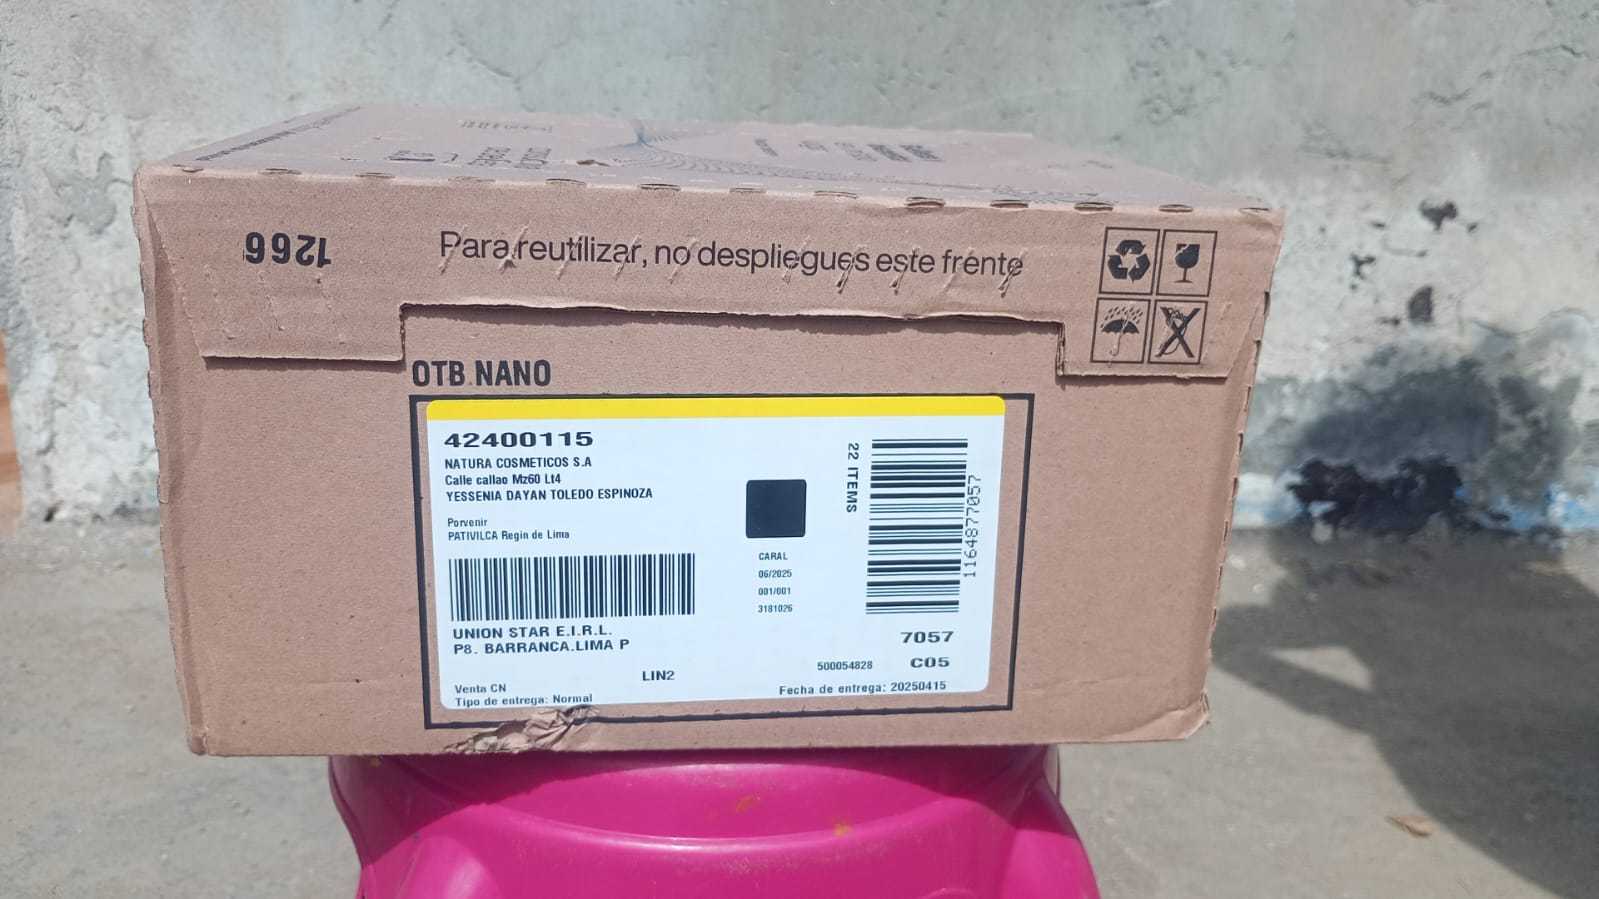 1266
Para reutilizar, no despliegues este frente
OTB NANO
42400115
NATURA COSMETICOS S.A
Calle callao Mz60 Lt4
YESSENIA DAYAN TOLEDO ESPINOZA
Porvenir
PATIVILCA Regin de Lima
UNION STAR E.I.R.L.
P8. BARRANCA.LIMA P
LIN2
Venta CN
Tipo de entrega: Normal
CARAL
06/2025
001/001
3181026
22 ITEMS
1164877057
7057
500054828 C05
Fecha de entrega: 20250415